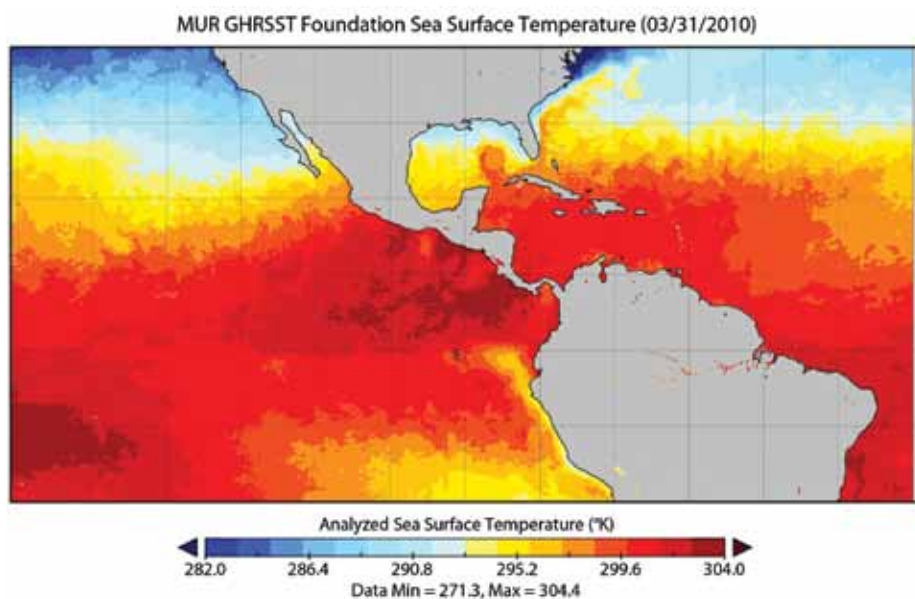 MUR GHRSST Foundation Sea Surface Temperature (03/31/2010)
Analyzed Sea Surface Temperature (°K)
282.0 286.4 290.8 295.2 299.6 304.0
Data Min = 271.3, Max = 304.4